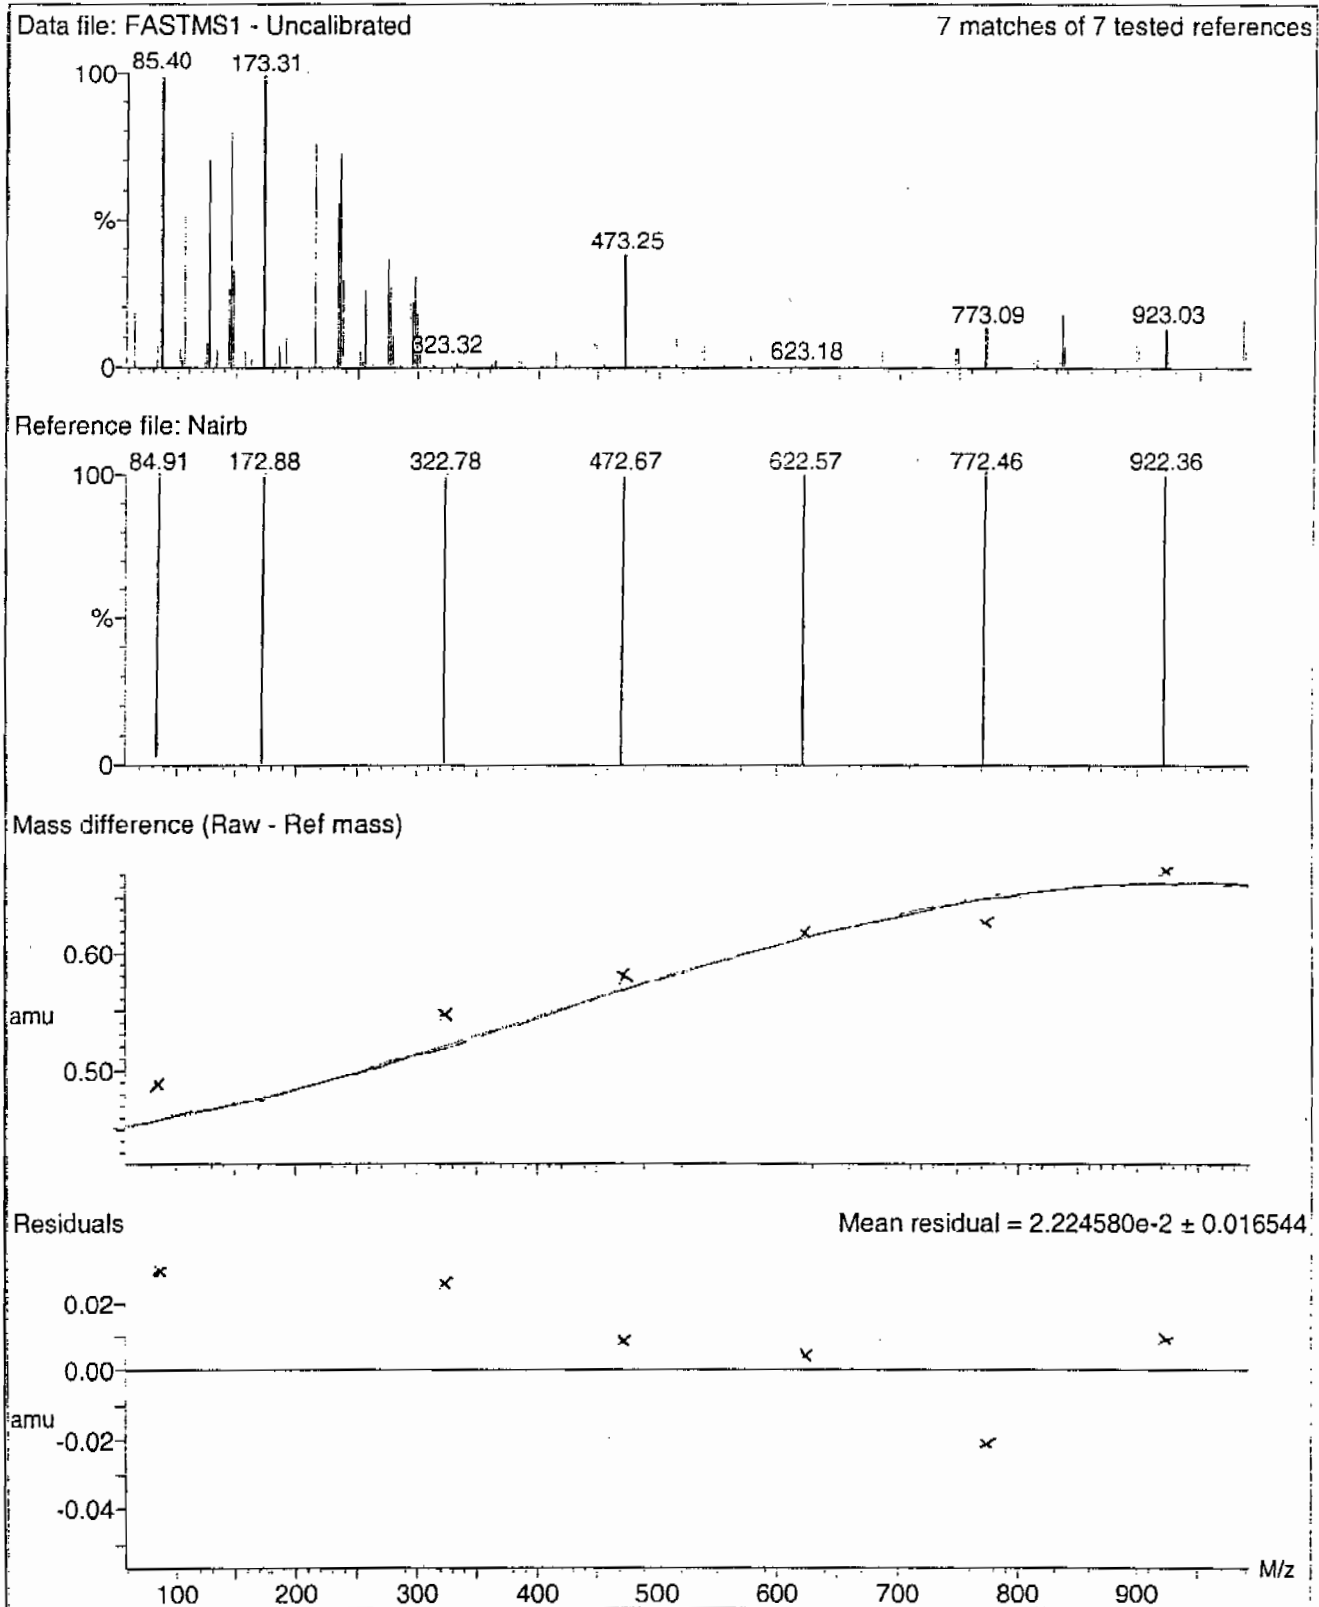 Data file: FASTMS1 - Uncalibrated 7 matches of 7 tested references
100 85.40 173.31
%
473.25
773.09 923.03
323.32 623.18
0
Reference file: Nairb
84.91 172.88 322.78 472.67 622.57 772.46 922.36
100
%
0
Mass difference (Raw - Ref mass)
0.60
amu
0.50
Residuals Mean residual = 2.224580e-2 ± 0.016544
0.02
0.00
amu
-0.02
-0.04
M/z
100 200 300 400 500 600 700 800 900